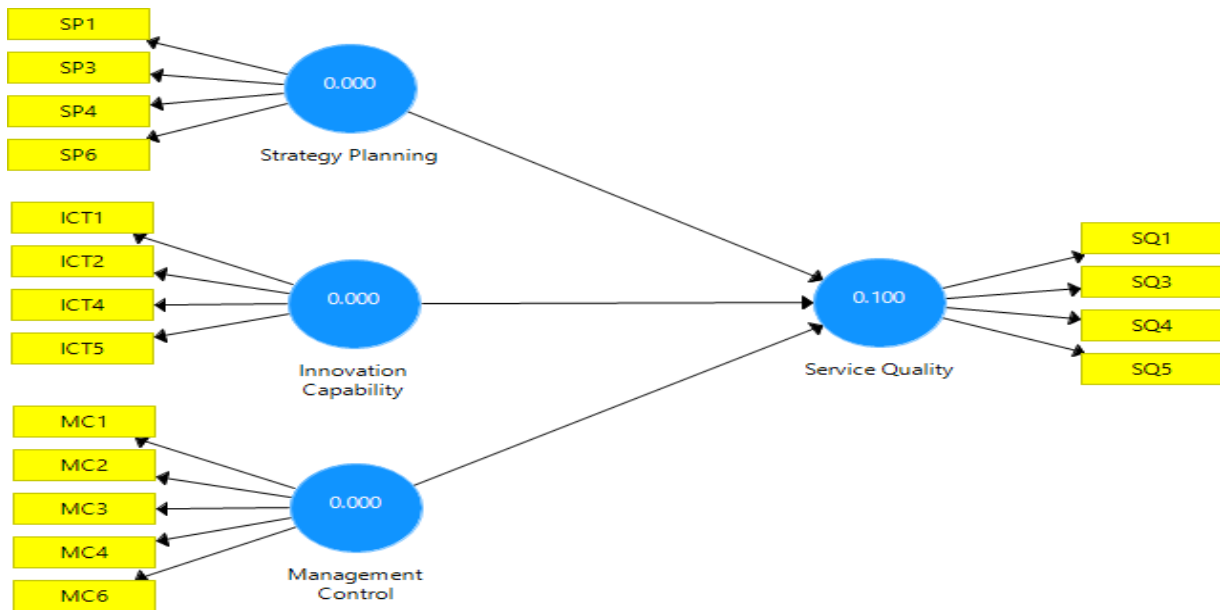 SP1
SP3
SP4
SP6
0.000
Strategy Planning
ICT1
ICT2
ICT4
ICT5
0.000
Innovation
Capability
MC1
MC2
MC3
MC4
MC6
0.000
Management
Control
0.100
Service Quality
SQ1
SQ3
SQ4
SQ5